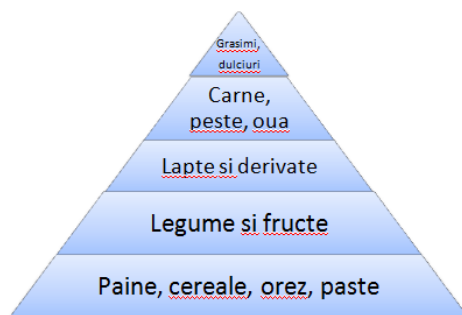 Grasimi,
dulciuri
Carne,
peste, oua
Lapte si derivate
Legume si fructe
Paine, cereale, orez, paste